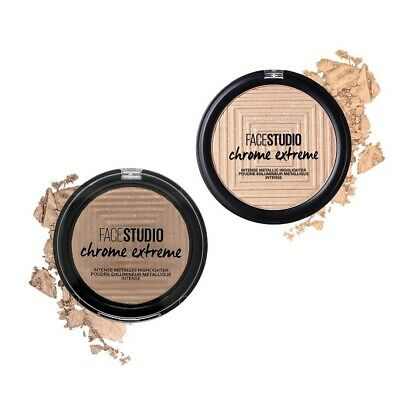 MAYBELLINE
FACESTUDIO
chrome extreme
INTENSE METALLIC HIGHLIGHTER
POUDRE ENLUMINEUR MÉTALLIQUE
INTENSE
FACESTUDIO
chrome extreme
INTENSE METALLIC HIGHLIGHTER
POUDRE ENLUMINEUR MÉTALLIQUE
INTENSE